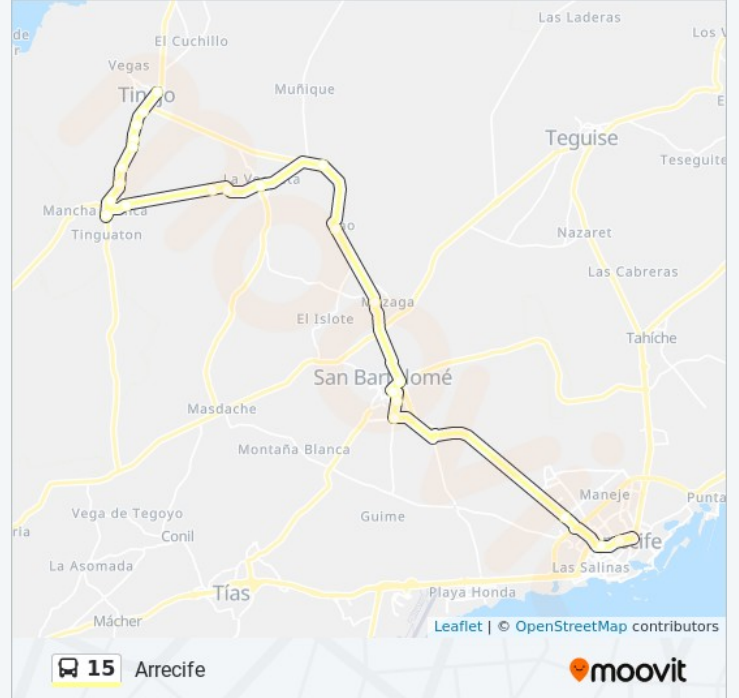 Las Laderas
El Cuchillo
Vegas
Muñique
Teguise
Nazaret
Las Cabreras
Tinguaton
El Islote
Tahíche
San Bartolomé
Masdache
Montaña Blanca
Maneje
Punta
Vega de Tegoyo
Guime
Conil
La Asomada
Las Salinas
Tías
Playa Honda
Mácher
Leaflet | © OpenStreetMap contributors
15 Arrecife
moovit